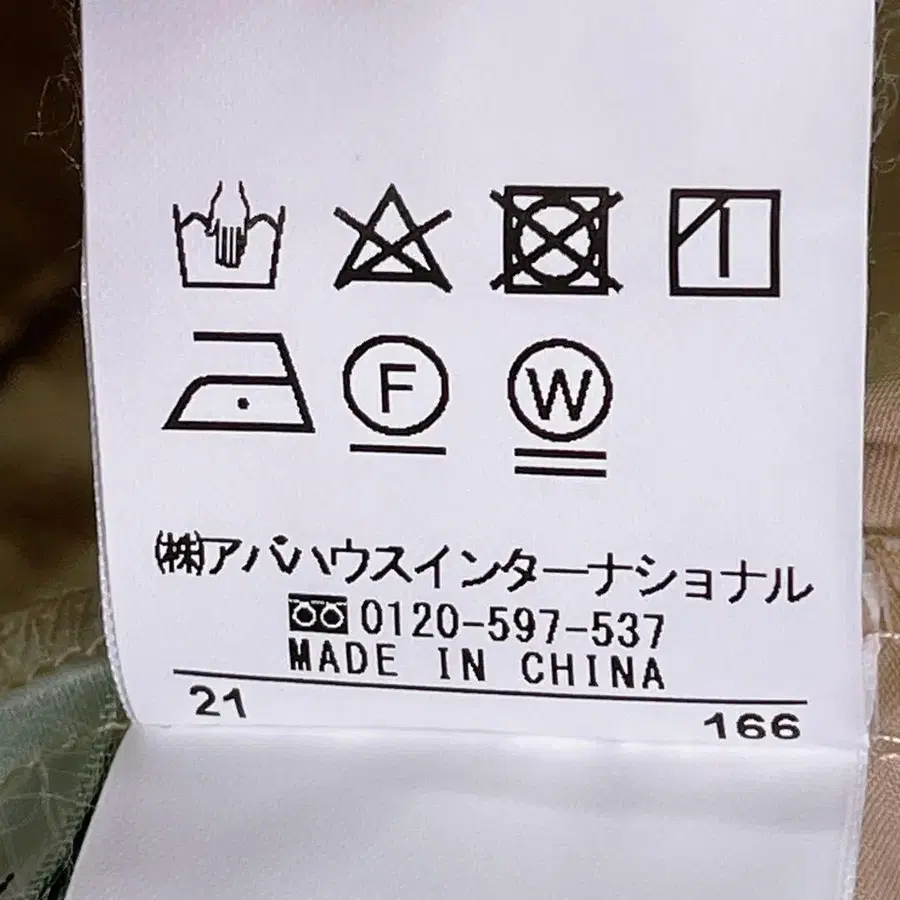 F W
㈱アバハウスインターナショナル
0120-597-537
MADE IN CHINA
21 166